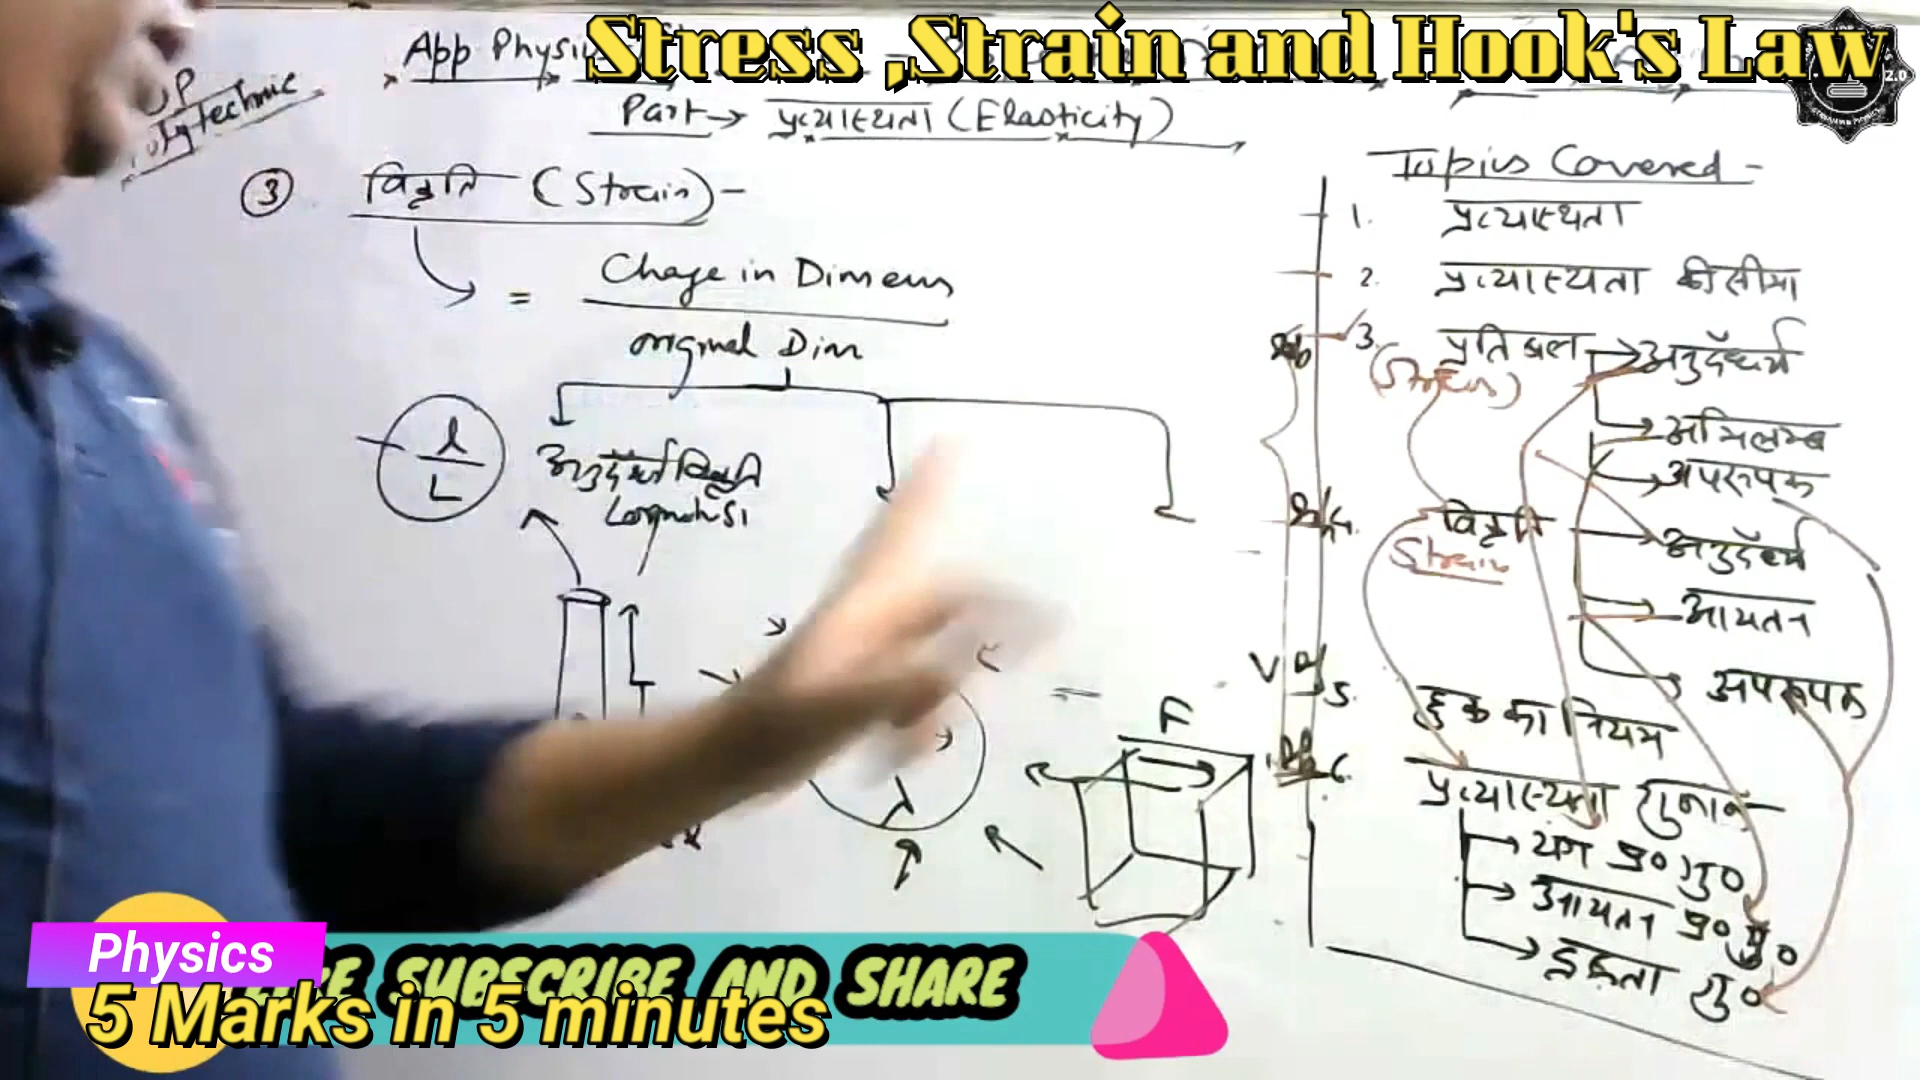 Stress ,Strain and Hook's Law
App Physi
UP
Polytechnic
Part → प्रत्यास्थता (Elasticity)
2.0
③ विकृति (Strain) -
= Chage in Dimens
original Dim
l
L
अनुदैर्ध्य विकृति
F
Topics Covered -
1. प्रत्यास्थता
2. प्रत्यास्थता की सीमा
3. प्रतिबल → अनुदैर्ध्य
(Stress)
→ अभिलम्ब
→ अपरूपक
4. विकृति → अनुदैर्ध्य
Strain
→ आयतन
→ अपरूपक
5. हुक का नियम
6. प्रत्यास्थता गुणांक
→ यंग प्र० गु०
→ आयतन प्र० गु०
→ दृढ़ता गु०
Physics
SUBSCRIBE AND SHARE
5 Marks in 5 minutes